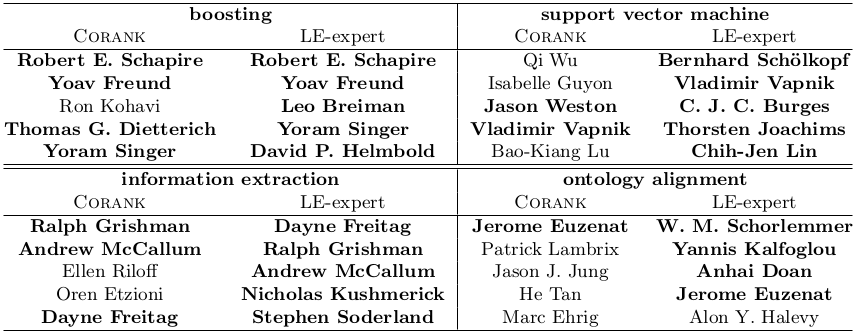 boosting support vector machine
CORANK LE-expert CORANK LE-expert
Robert E. Schapire Robert E. Schapire Qi Wu Bernhard Schölkopf
Yoav Freund Yoav Freund Isabelle Guyon Vladimir Vapnik
Ron Kohavi Leo Breiman Jason Weston C. J. C. Burges
Thomas G. Dietterich Yoram Singer Vladimir Vapnik Thorsten Joachims
Yoram Singer David P. Helmbold Bao-Kiang Lu Chih-Jen Lin
information extraction ontology alignment
CORANK LE-expert CORANK LE-expert
Ralph Grishman Dayne Freitag Jerome Euzenat W. M. Schorlemmer
Andrew McCallum Ralph Grishman Patrick Lambrix Yannis Kalfoglou
Ellen Riloff Andrew McCallum Jason J. Jung Anhai Doan
Oren Etzioni Nicholas Kushmerick He Tan Jerome Euzenat
Dayne Freitag Stephen Soderland Marc Ehrig Alon Y. Halevy